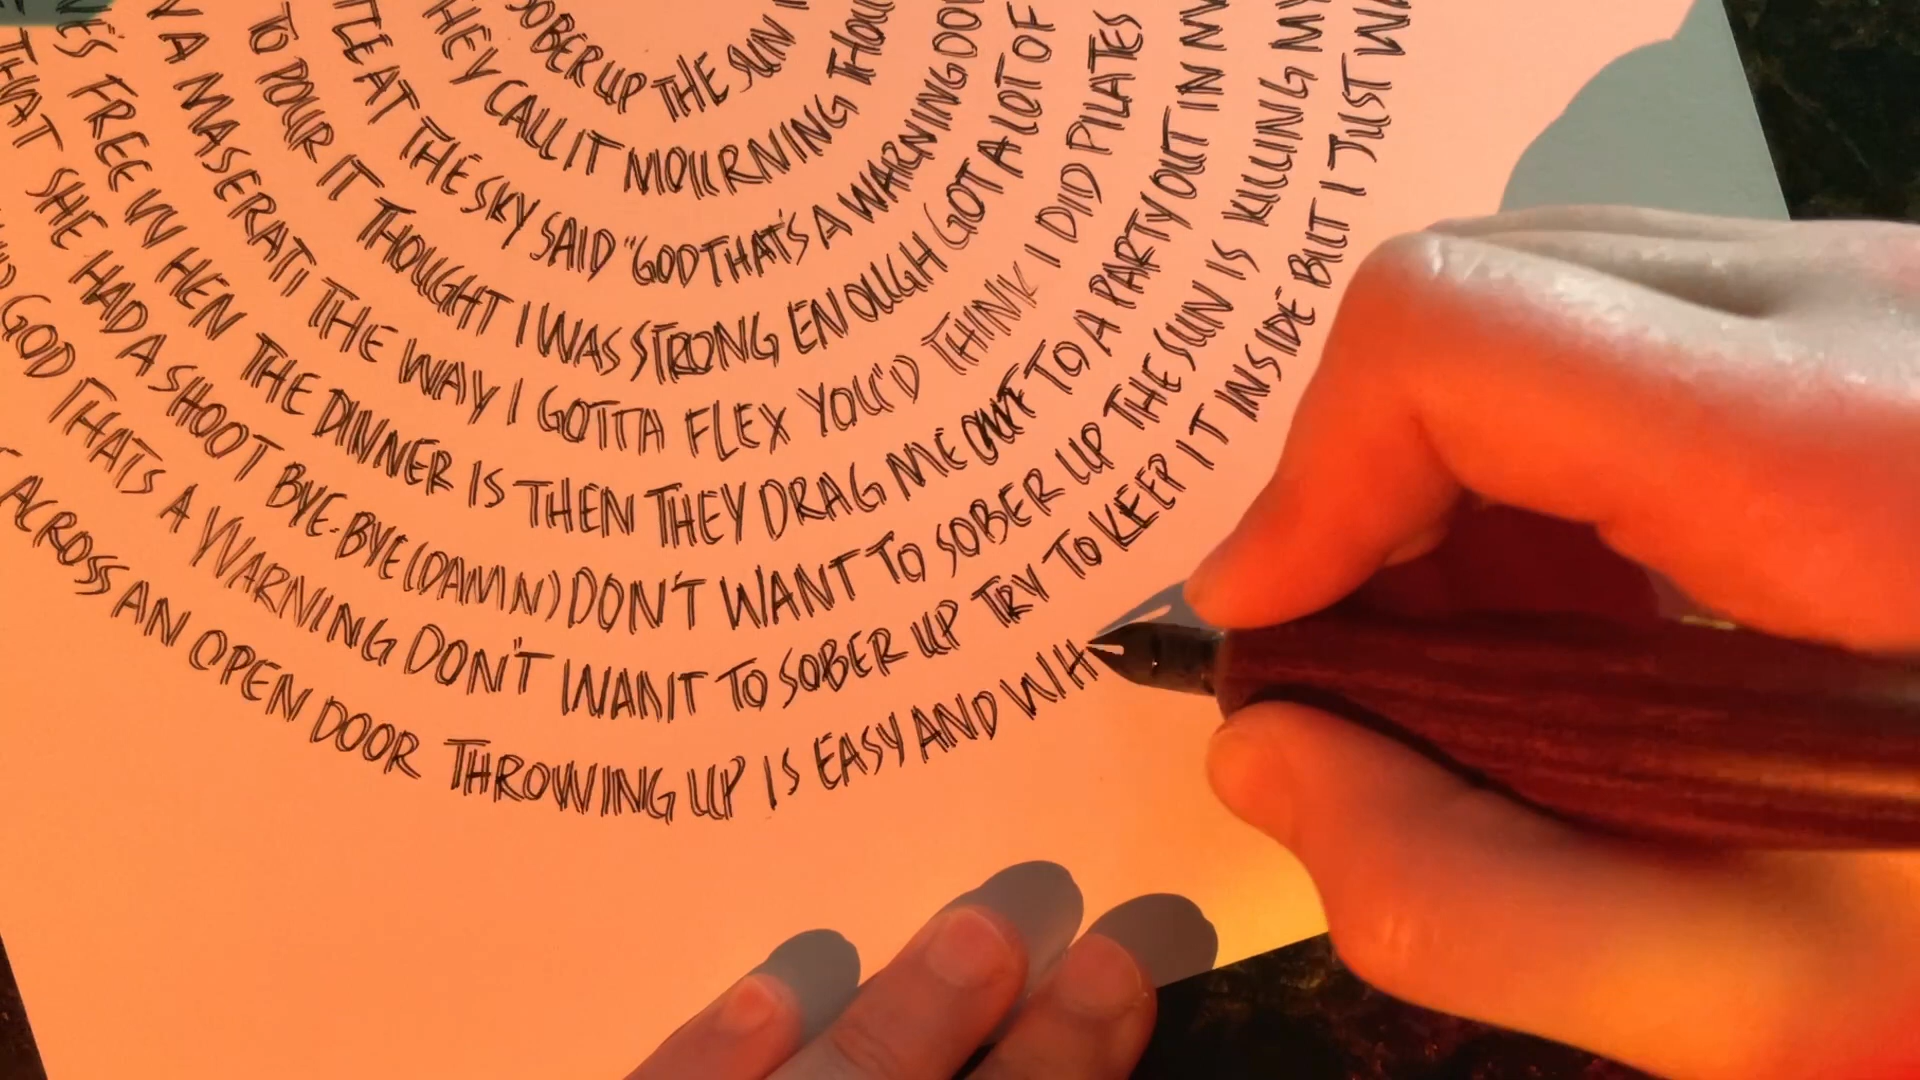 SOBER UP THE SUN
THEY CALL IT MOURNING
AT THE SKY SAID "GOD THAT'S A WARNING
TO POUR IT THOUGHT I WAS STRONG ENOUGH GOT A LOT OF
A MASERATI THE WAY I GOTTA FLEX YOU'D THINK I DID PILATES
FREE WHEN THE DINNER IS THEN THEY DRAG ME OUT TO A PARTY OUT IN MY
THAT SHE HAD A SHOOT BYE-BYE (DAMN) DON'T WANT TO SOBER UP THE SUN IS KILLING MY
GOD THATS A WARNING DON'T WANT TO SOBER UP TRY TO KEEP IT INSIDE BUT I JUST
ACROSS AN OPEN DOOR THROWING UP IS EASY AND WH